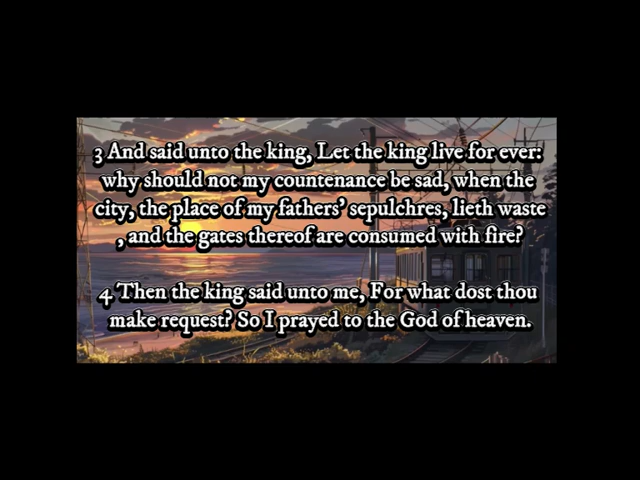 3 And said unto the king, Let the king live for ever:
why should not my countenance be sad, when the
city, the place of my fathers' sepulchres, lieth waste
, and the gates thereof are consumed with fire?
4 Then the king said unto me, For what dost thou
make request? So I prayed to the God of heaven.